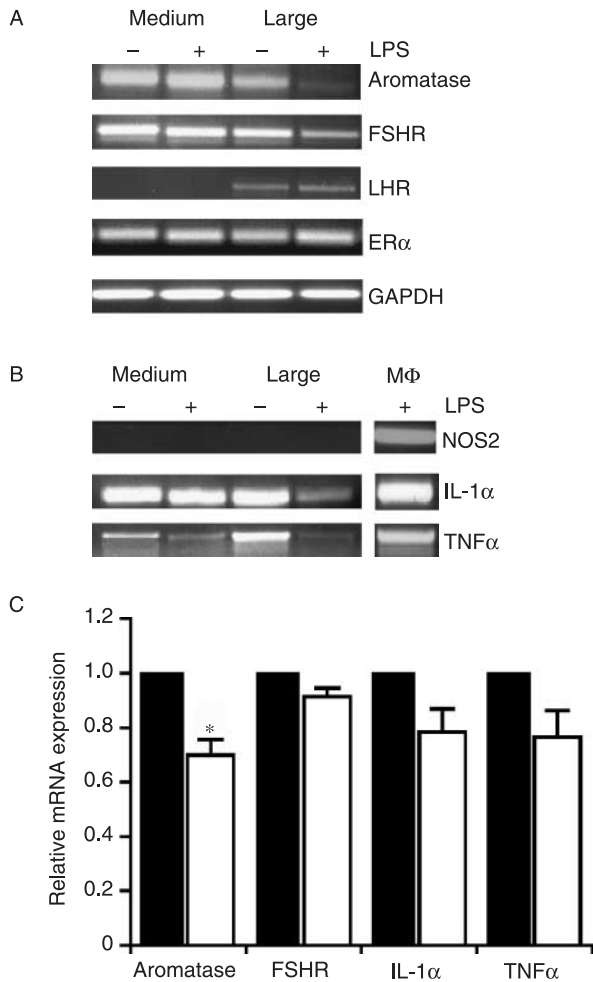 A
Medium Large
LPS
− + − +
Aromatase
FSHR
LHR
ERα
GAPDH
B
Medium Large MΦ
− + − + + LPS
NOS2
IL-1α
TNFα
C
Relative mRNA expression
1.2
1.0
0.8
0.6
0.4
0.2
0
*
Aromatase FSHR IL-1α TNFα